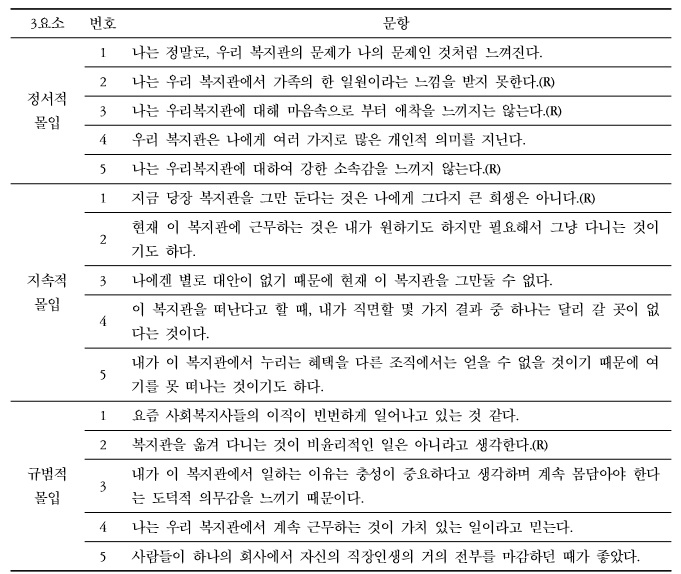 3요소 번호 문항
정서적 몰입
1 나는 정말로, 우리 복지관의 문제가 나의 문제인 것처럼 느껴진다.
2 나는 우리 복지관에서 가족의 한 일원이라는 느낌을 받지 못한다.(R)
3 나는 우리복지관에 대해 마음속으로 부터 애착을 느끼지는 않는다.(R)
4 우리 복지관은 나에게 여러 가지로 많은 개인적 의미를 지닌다.
5 나는 우리복지관에 대하여 강한 소속감을 느끼지 않는다.(R)
지속적 몰입
1 지금 당장 복지관을 그만 둔다는 것은 나에게 그다지 큰 희생은 아니다.(R)
2 현재 이 복지관에 근무하는 것은 내가 원하기도 하지만 필요해서 그냥 다니는 것이
기도 하다.
3 나에겐 별로 대안이 없기 때문에 현재 이 복지관을 그만둘 수 없다.
4 이 복지관을 떠난다고 할 때, 내가 직면할 몇 가지 결과 중 하나는 달리 갈 곳이 없
다는 것이다.
5 내가 이 복지관에서 누리는 혜택을 다른 조직에서는 얻을 수 없을 것이기 때문에 여
기를 못 떠나는 것이기도 하다.
규범적 몰입
1 요즘 사회복지사들의 이직이 빈번하게 일어나고 있는 것 같다.
2 복지관을 옮겨 다니는 것이 비윤리적인 일은 아니라고 생각한다.(R)
3 내가 이 복지관에서 일하는 이유는 충성이 중요하다고 생각하며 계속 몸담아야 한다
는 도덕적 의무감을 느끼기 때문이다.
4 나는 우리 복지관에서 계속 근무하는 것이 가치 있는 일이라고 믿는다.
5 사람들이 하나의 회사에서 자신의 직장인생의 거의 전부를 마감하던 때가 좋았다.